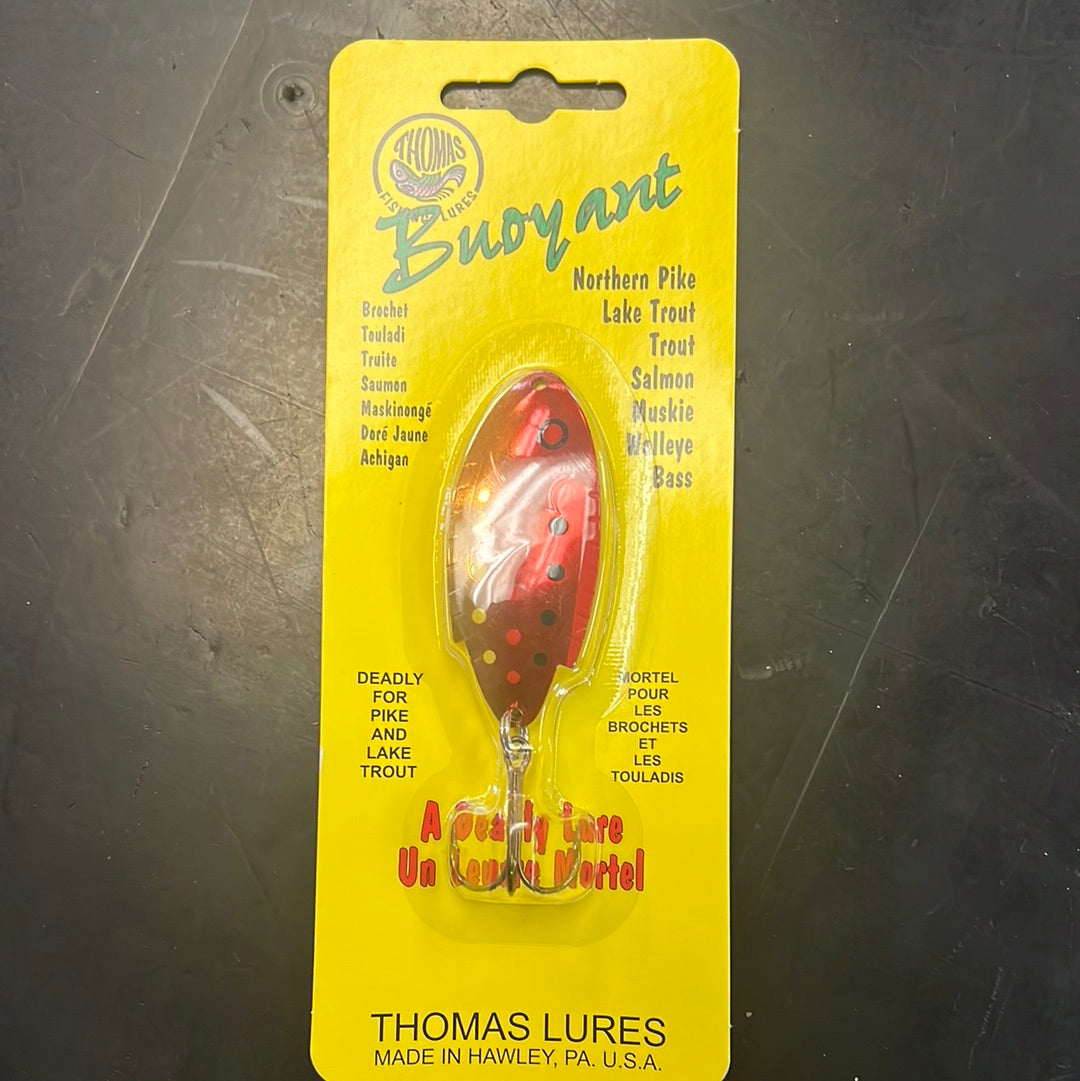 THOMAS
FISHING LURES
Buoyant
Northern Pike
Lake Trout
Trout
Salmon
Muskie
Walleye
Bass
Brochet
Touladi
Truite
Saumon
Maskinongé
Doré Jaune
Achigan
DEADLY
FOR
PIKE
AND
LAKE
TROUT
MORTEL
POUR
LES
BROCHETS
ET
LES
TOULADIS
A Deadly Lure
Un Leurre Mortel
THOMAS LURES
MADE IN HAWLEY, PA. U.S.A.